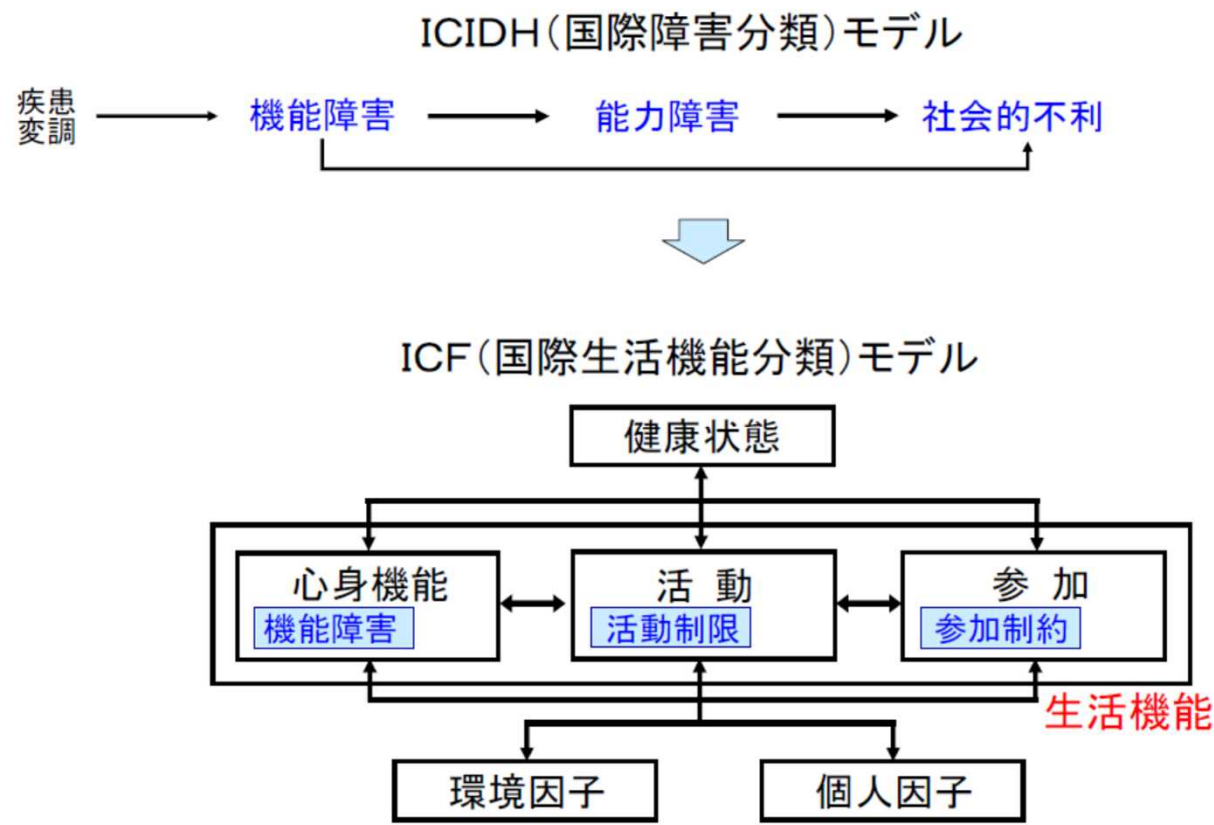 ICIDH(国際障害分類)モデル
疾患
変調
機能障害
能力障害
社会的不利
ICF(国際生活機能分類)モデル
健康状態
心身機能
活動
参加
機能障害
活動制限
参加制約
生活機能
環境因子
個人因子